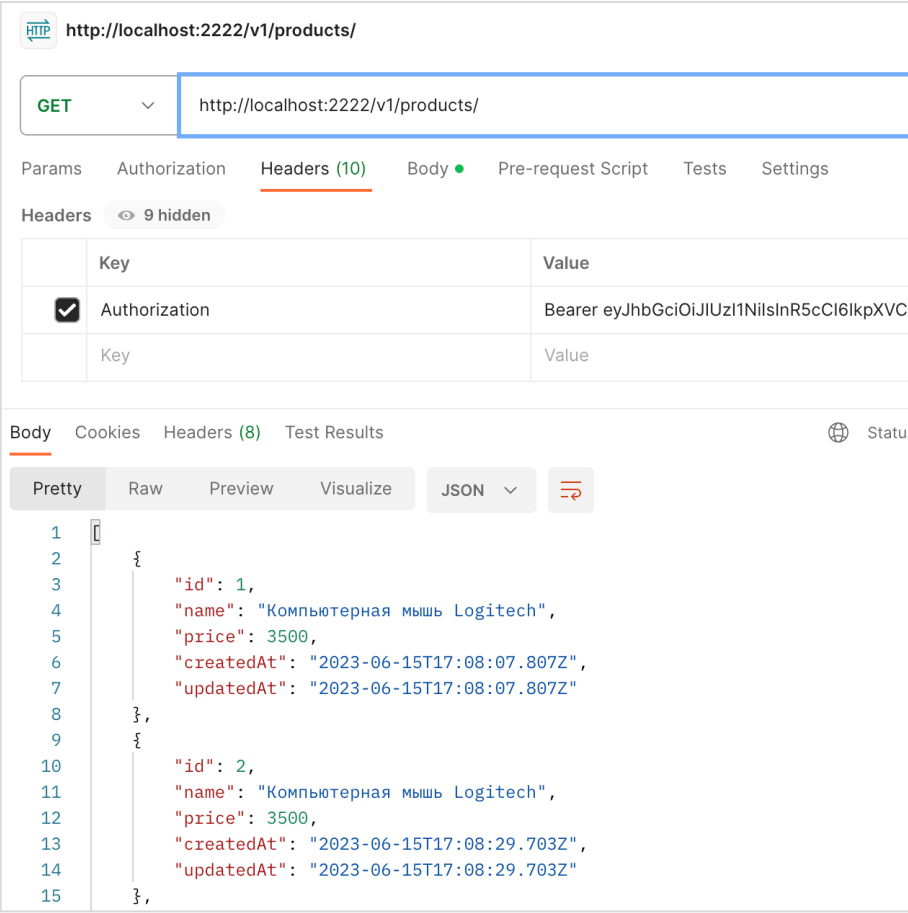 HTTP http://localhost:2222/v1/products/
GET http://localhost:2222/v1/products/
Params Authorization Headers (10) Body Pre-request Script Tests Settings
Headers 9 hidden
Key Value
Authorization Bearer eyJhbGciOiJIUzI1NiIsInR5cCI6IkpXVC
Key Value
Body Cookies Headers (8) Test Results Statu
Pretty Raw Preview Visualize JSON
1 [
2 {
3 "id": 1,
4 "name": "Компьютерная мышь Logitech",
5 "price": 3500,
6 "createdAt": "2023-06-15T17:08:07.807Z",
7 "updatedAt": "2023-06-15T17:08:07.807Z"
8 },
9 {
10 "id": 2,
11 "name": "Компьютерная мышь Logitech",
12 "price": 3500,
13 "createdAt": "2023-06-15T17:08:29.703Z",
14 "updatedAt": "2023-06-15T17:08:29.703Z"
15 },